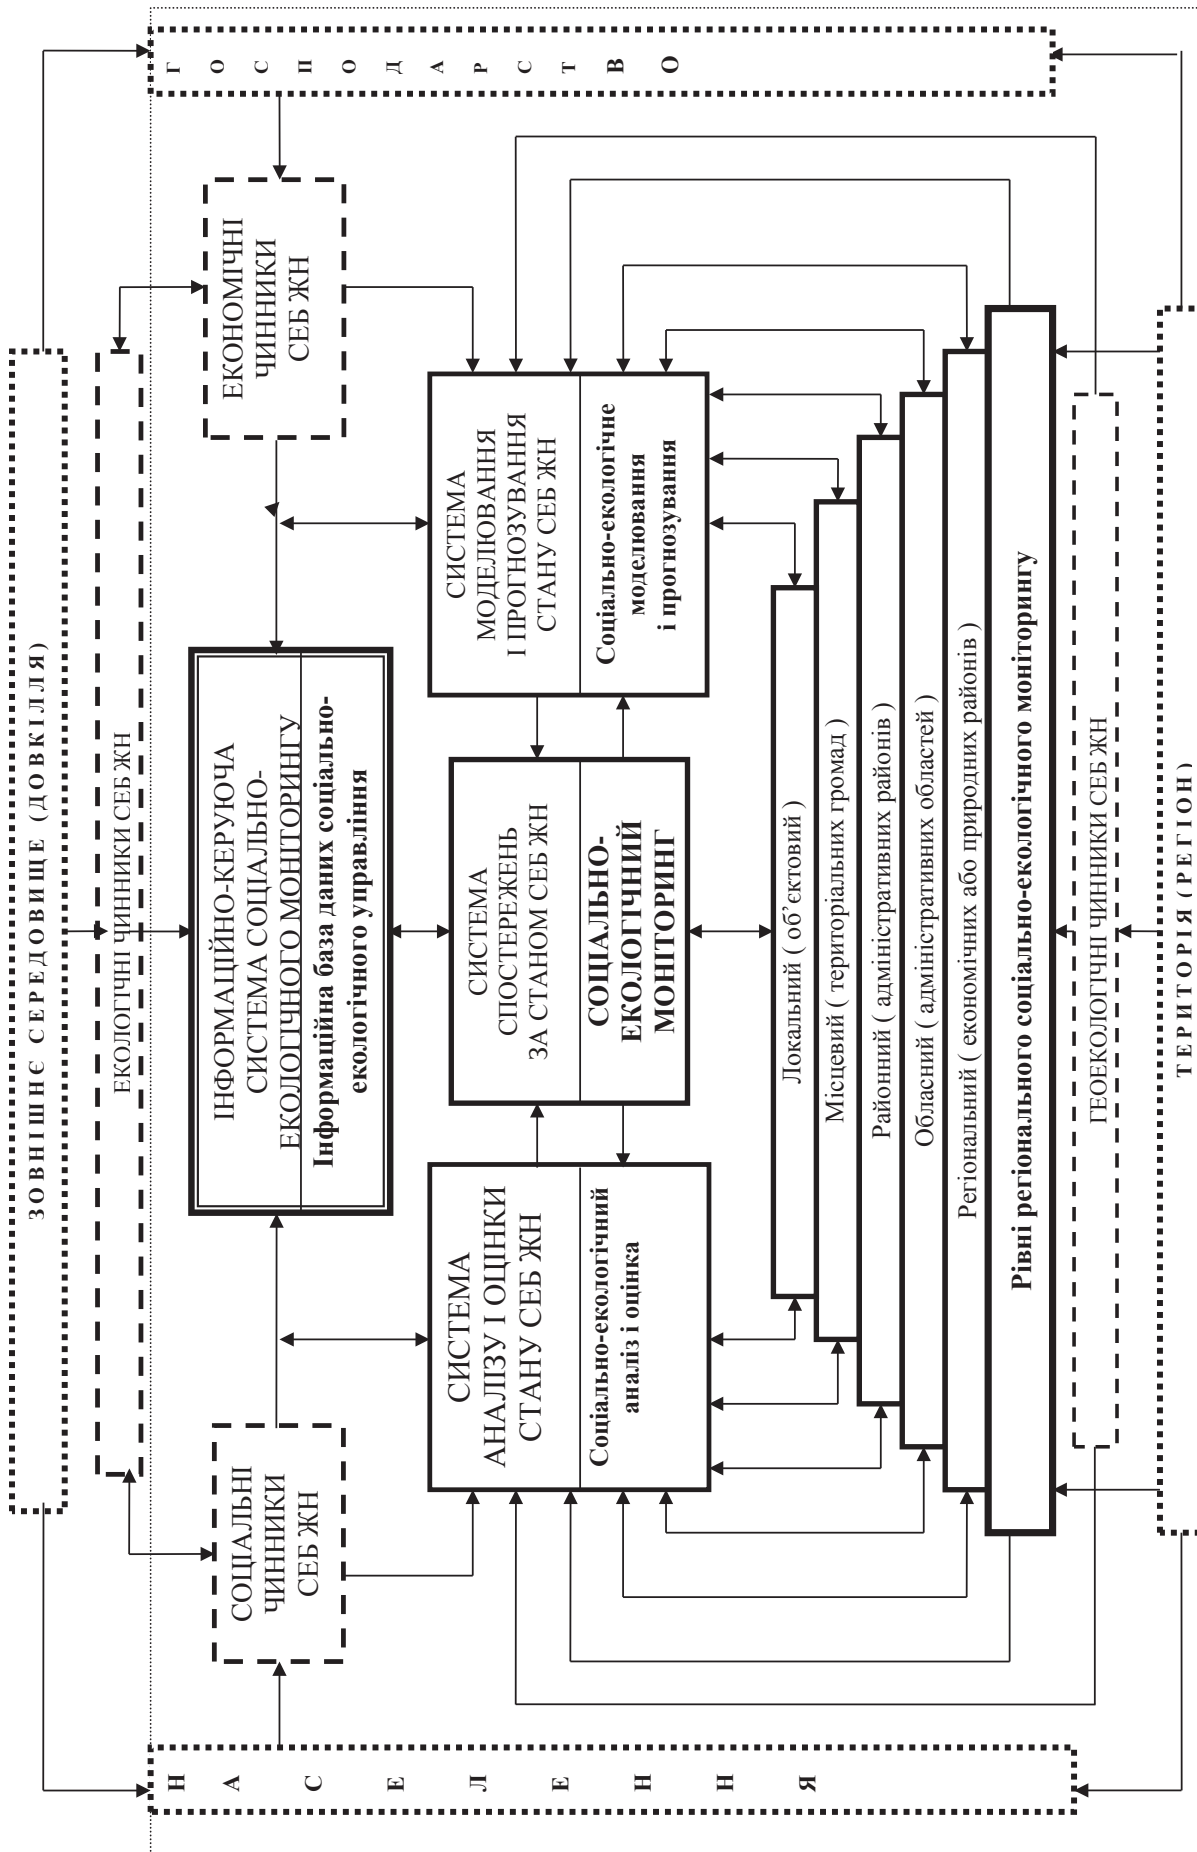 ЗОВНІШНЄ СЕРЕДОВИЩЕ (ДОВКІЛЛЯ)
ЕКОЛОГІЧНІ ЧИННИКИ СЕБ ЖН
НАСЕЛЕННЯ
СОЦІАЛЬНІ
ЧИННИКИ
СЕБ ЖН
ІНФОРМАЦІЙНО-КЕРУЮЧА
СИСТЕМА СОЦІАЛЬНО-
ЕКОЛОГІЧНОГО МОНІТОРИНГУ
Інформаційна база даних соціально-
екологічного управління
ЕКОНОМІЧНІ
ЧИННИКИ
СЕБ ЖН
ГОСПОДАРСТВО
СИСТЕМА
АНАЛІЗУ І ОЦІНКИ
СТАНУ СЕБ ЖН
Соціально-екологічний
аналіз і оцінка
СИСТЕМА
СПОСТЕРЕЖЕНЬ
ЗА СТАНОМ СЕБ ЖН
СОЦІАЛЬНО-
ЕКОЛОГІЧНИЙ
МОНІТОРИНГ
СИСТЕМА
МОДЕЛЮВАННЯ
І ПРОГНОЗУВАННЯ
СТАНУ СЕБ ЖН
Соціально-екологічне
моделювання
і прогнозування
Локальний ( об’єктовий )
Місцевий ( територіальних громад )
Районний ( адміністративних районів )
Обласний ( адміністративних областей )
Регіональний ( економічних або природних районів )
Рівні регіонального соціально-екологічного моніторингу
ГЕОЕКОЛОГІЧНІ ЧИННИКИ СЕБ ЖН
ТЕРИТОРІЯ (РЕГІОН)